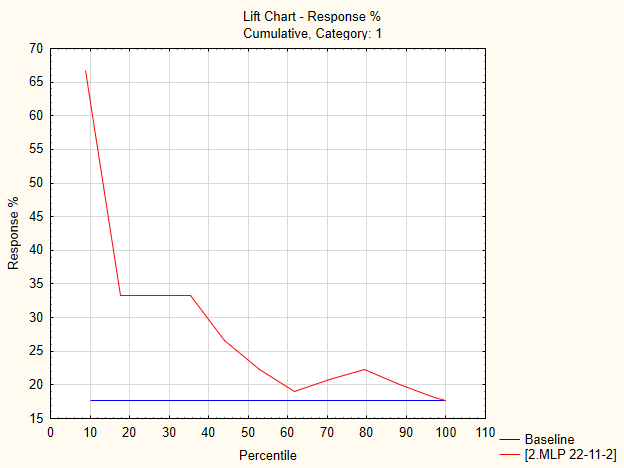 Lift Chart - Response %
Cumulative, Category: 1
70
65
60
55
50
45
40
35
30
25
20
15
Response %
0 10 20 30 40 50 60 70 80 90 100 110
Percentile
Baseline
[2.MLP 22-11-2]